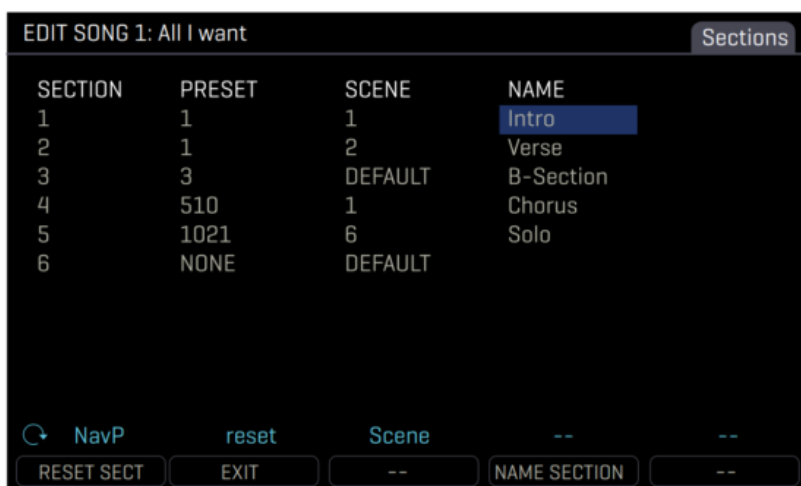 EDIT SONG 1: All I want Sections
SECTION PRESET SCENE NAME
1 1 1 Intro
2 1 2 Verse
3 3 DEFAULT B-Section
4 510 1 Chorus
5 1021 6 Solo
6 NONE DEFAULT
NavP reset Scene -- --
RESET SECT EXIT -- NAME SECTION --